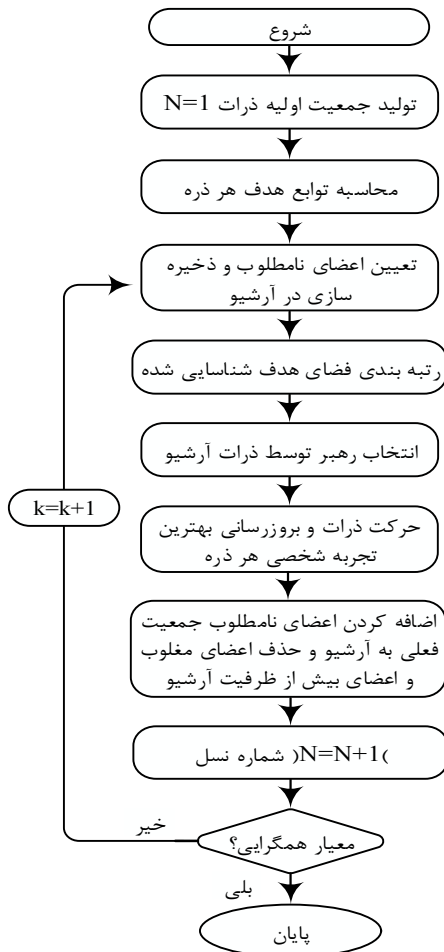 شروع
تولید جمعیت اولیه ذرات N=1
محاسبه توابع هدف هر ذره
تعیین اعضای نامطلوب و ذخیره
سازی در آرشیو
رتبه بندی فضای هدف شناسایی شده
انتخاب رهبر توسط ذرات آرشیو
حرکت ذرات و بروزرسانی بهترین
تجربه شخصی هر ذره
k=k+1
اضافه کردن اعضای نامطلوب جمعیت
فعلی به آرشیو و حذف اعضای مغلوب
و اعضای بیش از ظرفیت آرشیو
)N=N+1( شماره نسل
معیار همگرایی؟
خیر
بلی
پایان